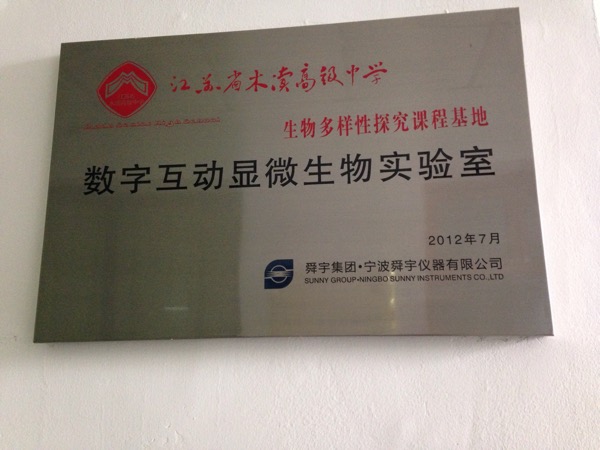 江苏省木渎高级中学
生物多样性探究课程基地
数字互动显微生物实验室
2012年7月
舜宇集团·宁波舜宇仪器有限公司
SUNNY GROUP·NINGBO SUNNY INSTRUMENTS CO.,LTD